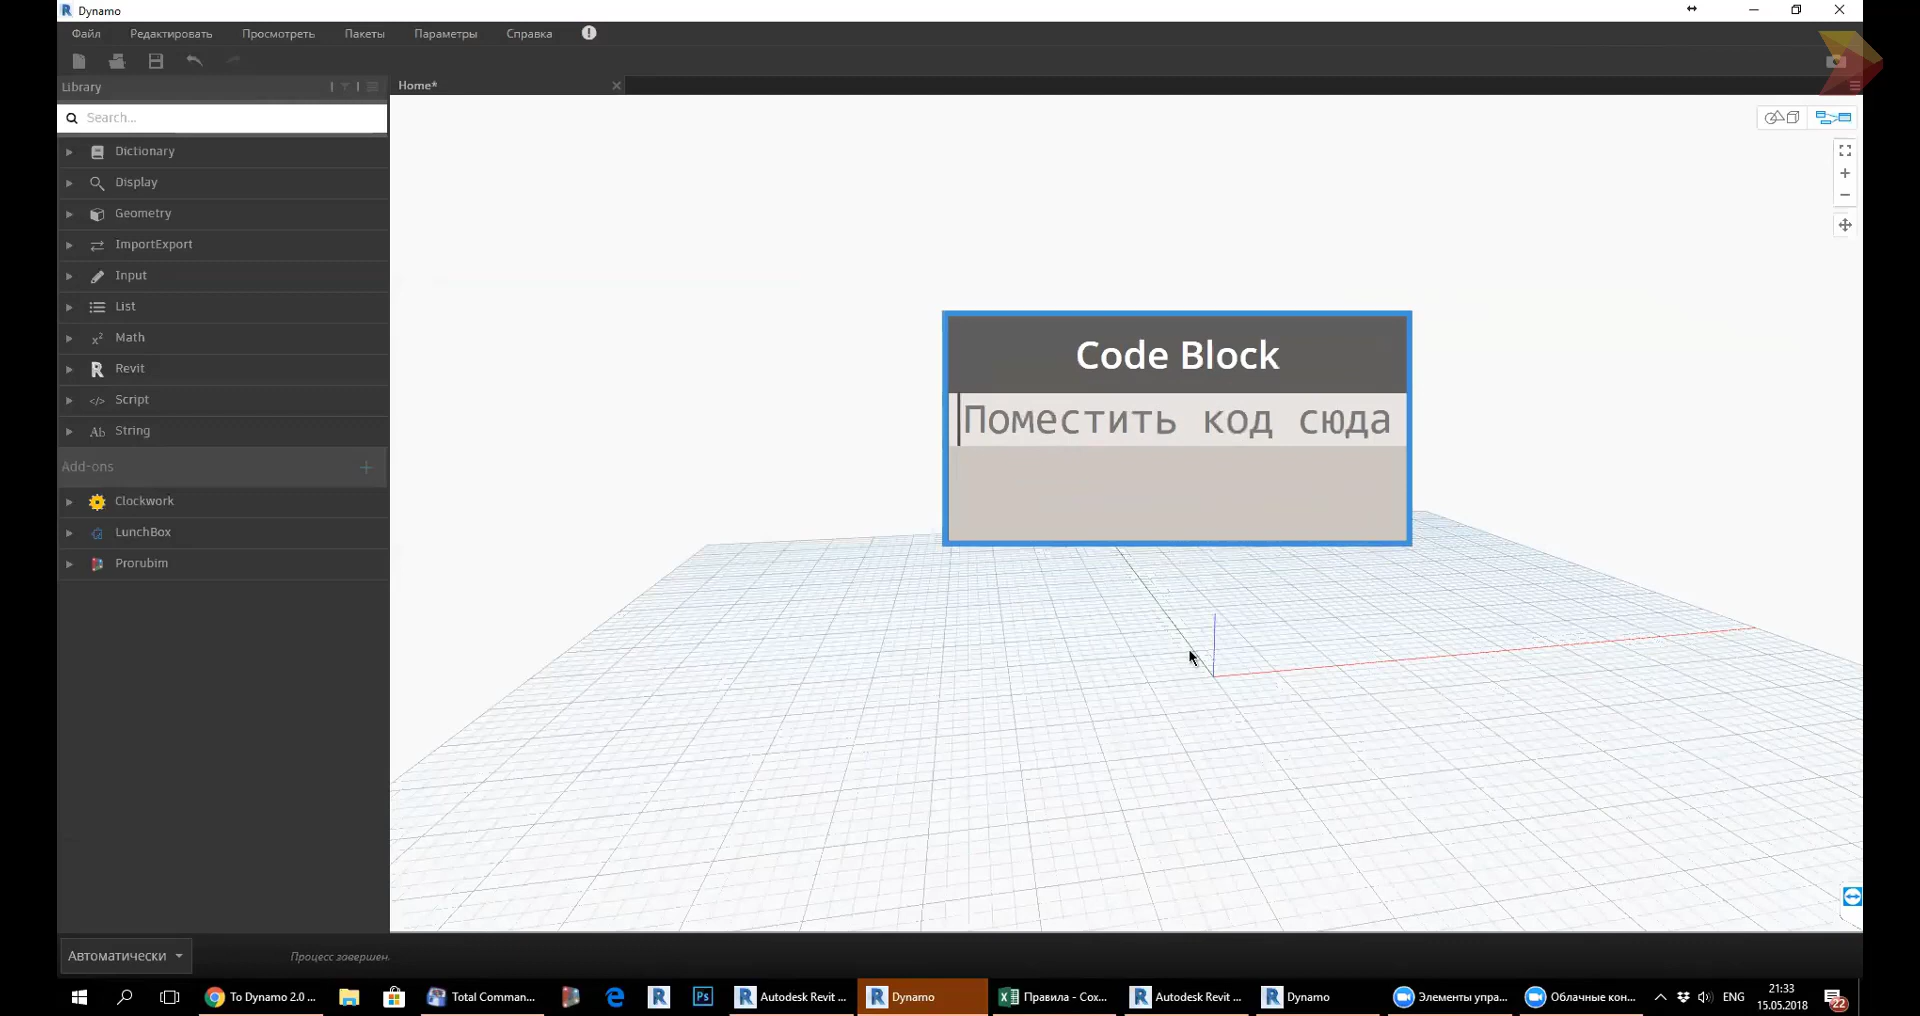 Dynamo
Файл Редактировать Просмотреть Пакеты Параметры Справка
Library
Home*
Search...
Dictionary
Display
Geometry
ImportExport
Input
List
Math
Revit
Script
String
Add-ons
Clockwork
LunchBox
Prorubim
Code Block
Поместить код сюда
Автоматически
Процесс завершен.
To Dynamo 2.0 ...
Total Comman...
Autodesk Revit ...
Dynamo
Правила - Сох...
Autodesk Revit ...
Dynamo
Элементы упра...
Облачные кон...
ENG
21:33
15.05.2018
22